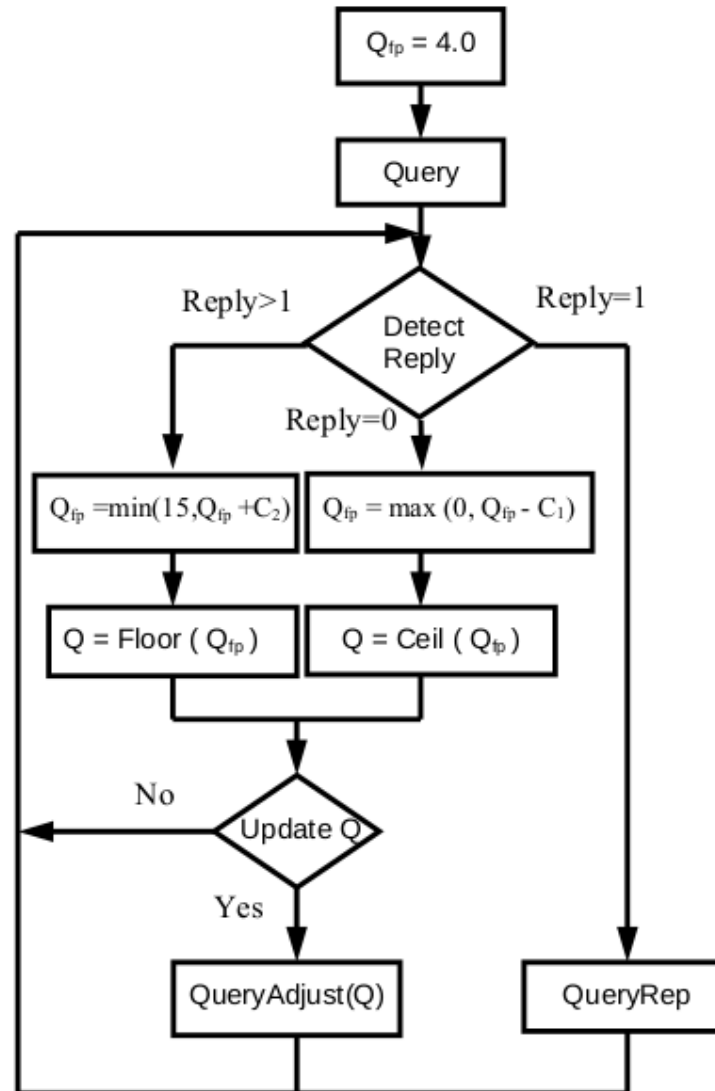 Q_fp = 4.0
Query
Reply>1
Reply=1
Detect
Reply
Reply=0
Q_fp =min(15,Q_fp +C_2)
Q_fp = max (0, Q_fp - C_1)
Q = Floor ( Q_fp )
Q = Ceil ( Q_fp )
No
Update Q
Yes
QueryAdjust(Q)
QueryRep